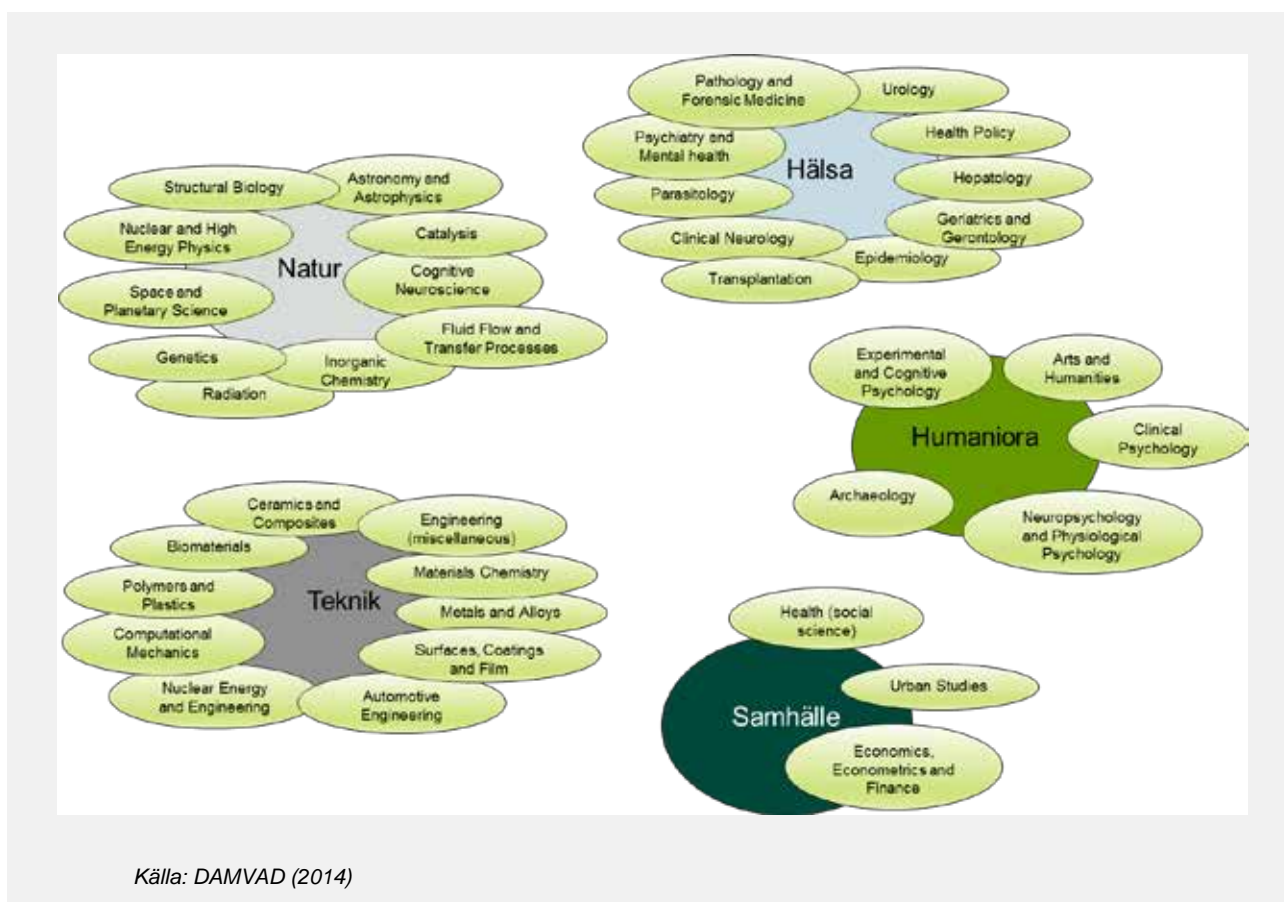 Structural Biology
Astronomy and
Astrophysics
Nuclear and High
Energy Physics
Catalysis
Natur
Cognitive
Neuroscience
Space and
Planetary Science
Fluid Flow and
Transfer Processes
Genetics
Inorganic
Chemistry
Radiation
Pathology and
Forensic Medicine
Urology
Psychiatry and
Mental health
Health Policy
Hälsa
Hepatology
Parasitology
Geriatrics and
Gerontology
Clinical Neurology
Epidemiology
Transplantation
Experimental
and Cognitive
Psychology
Arts and
Humanities
Humaniora
Clinical
Psychology
Archaeology
Neuropsychology
and Physiological
Psychology
Ceramics and
Composites
Engineering
(miscellaneous)
Biomaterials
Materials Chemistry
Polymers and
Plastics
Teknik
Metals and Alloys
Computational
Mechanics
Surfaces, Coatings
and Film
Nuclear Energy
and Engineering
Automotive
Engineering
Health (social
science)
Urban Studies
Samhälle
Economics,
Econometrics and
Finance
Källa: DAMVAD (2014)